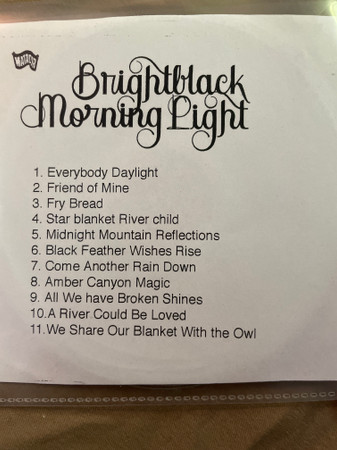 MATADOR
Brightblack
Morning Light
1. Everybody Daylight
2. Friend of Mine
3. Fry Bread
4. Star blanket River child
5. Midnight Mountain Reflections
6. Black Feather Wishes Rise
7. Come Another Rain Down
8. Amber Canyon Magic
9. All We have Broken Shines
10.A River Could Be Loved
11.We Share Our Blanket With the Owl